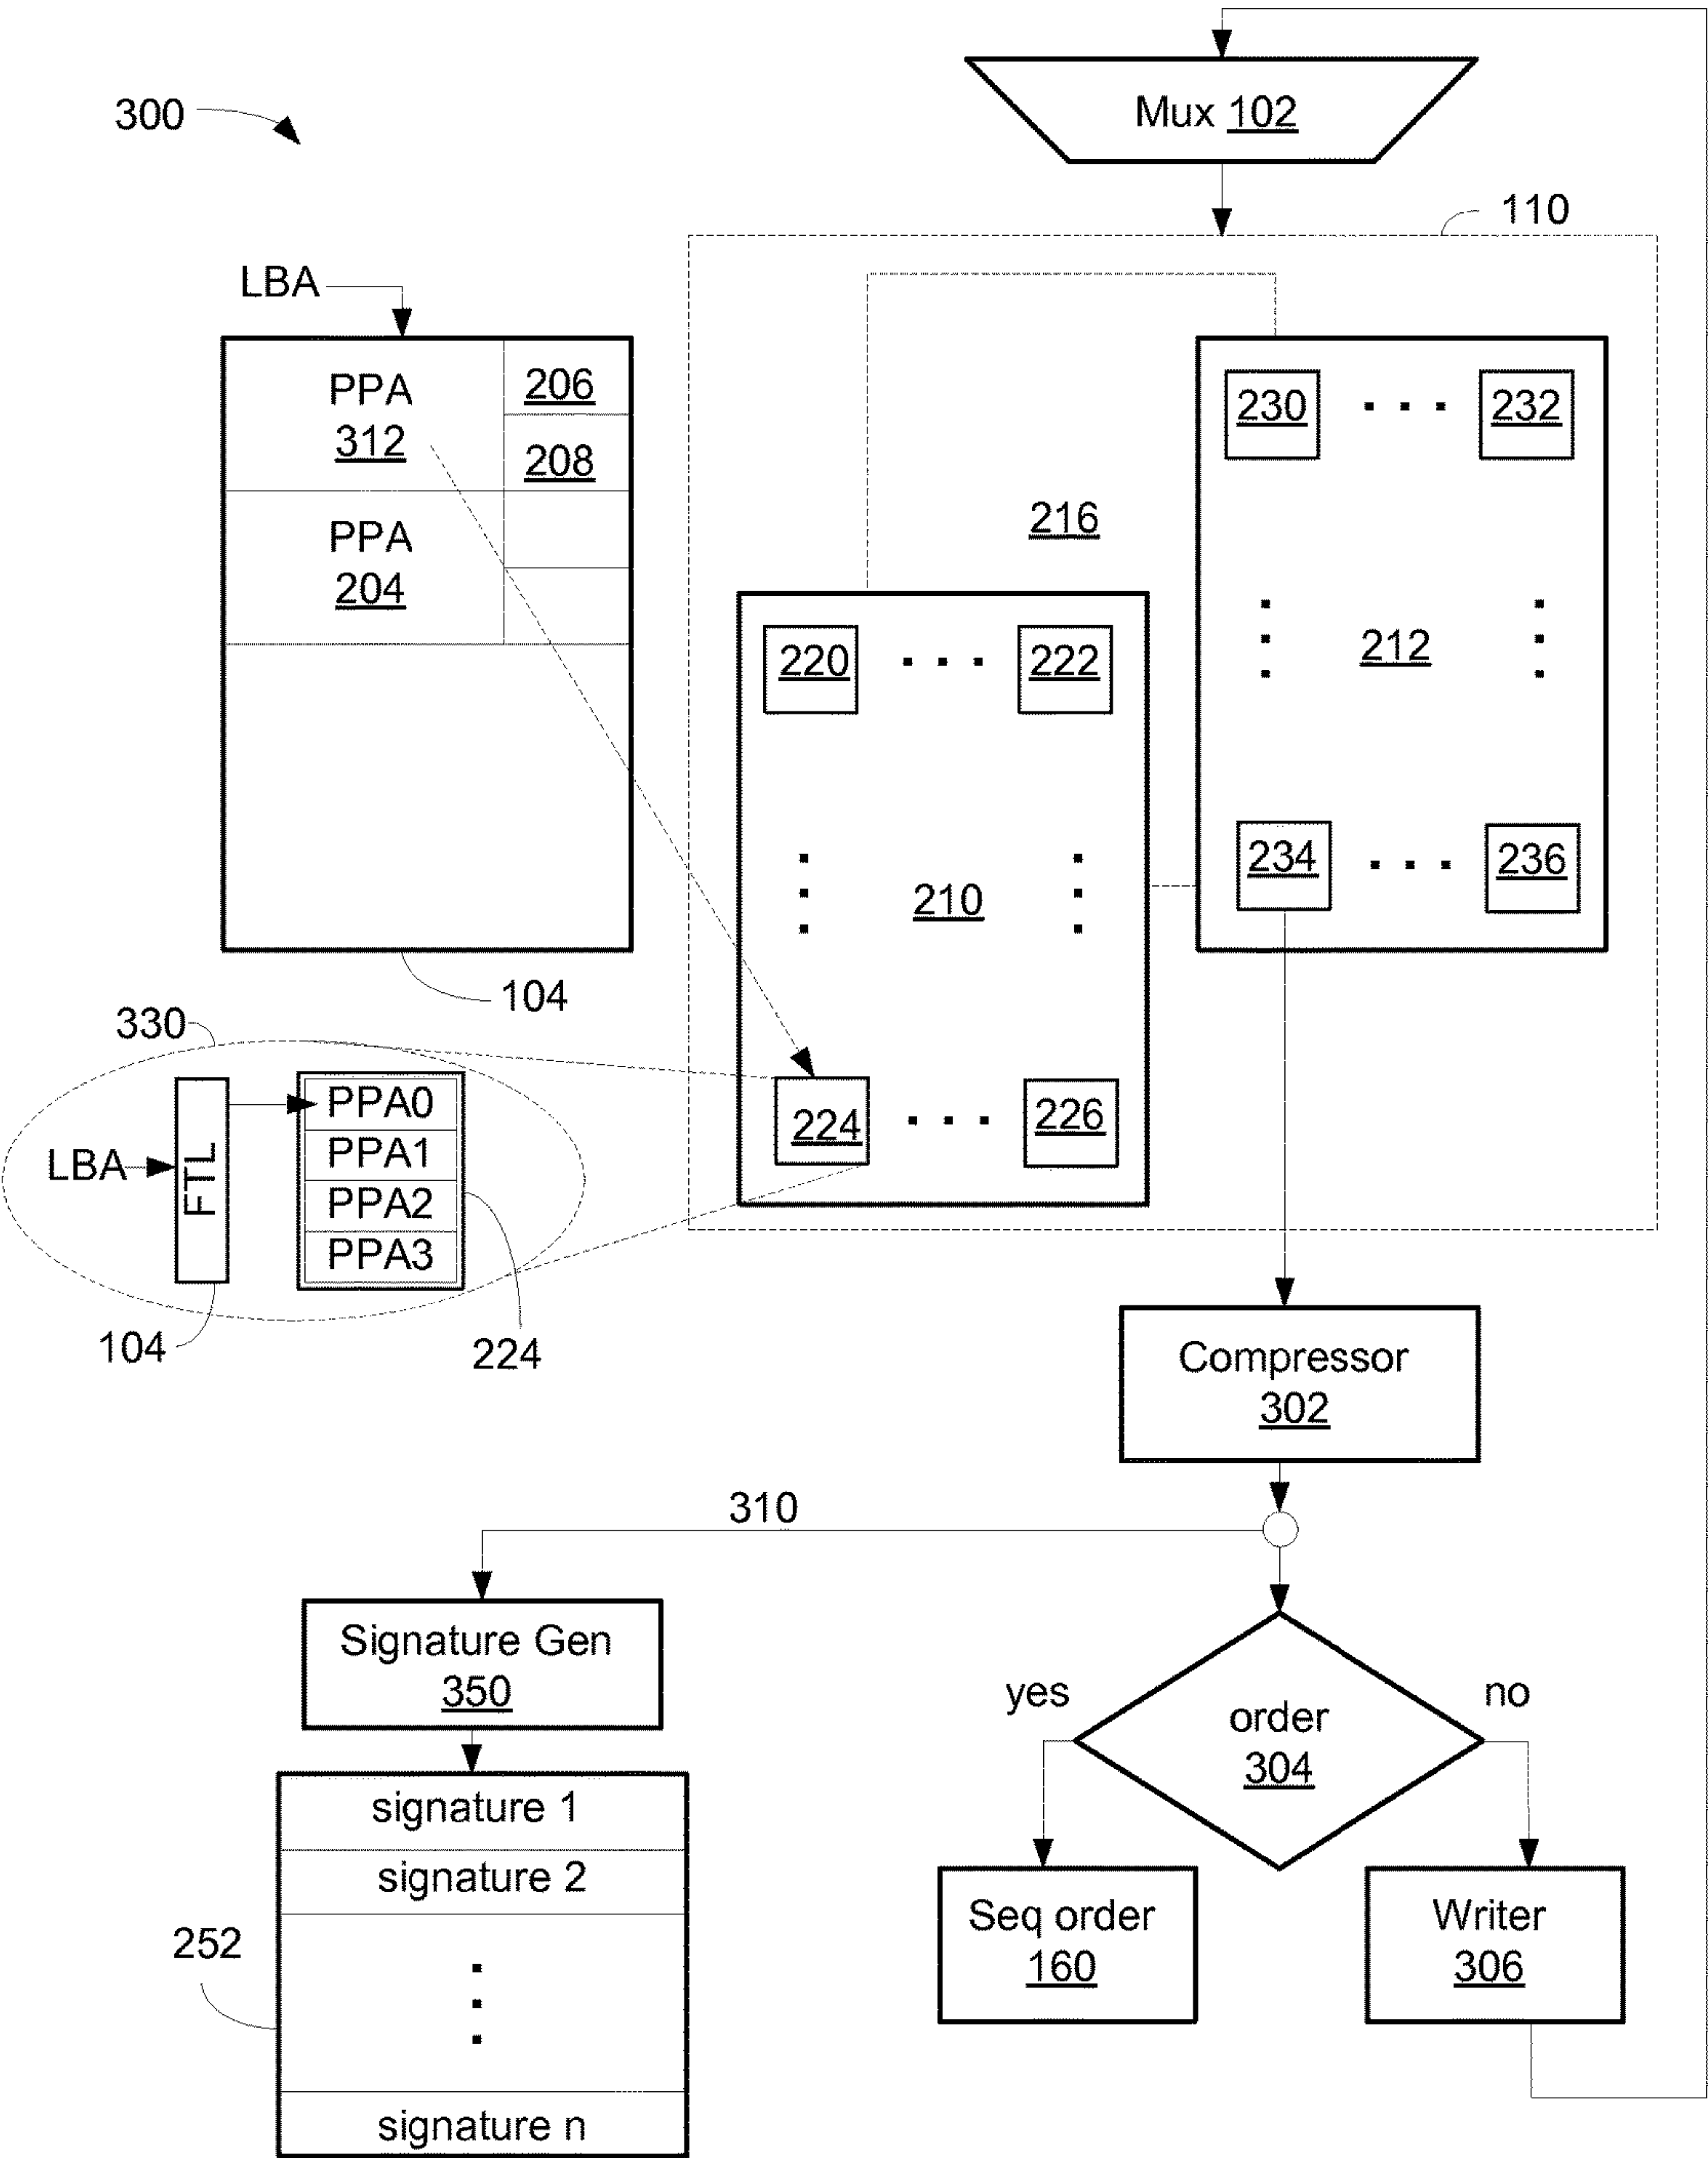 300
Mux 102
110
LBA
PPA
312
206
208
PPA
204
104
230 . . . 232
216
212
234 . . . 236
220 . . . 222
210
224 . . . 226
330
LBA
FTL
PPA0
PPA1
PPA2
PPA3
104
224
Compressor
302
310
Signature Gen
350
yes
order
304
no
signature 1
signature 2
signature n
252
Seq order
160
Writer
306